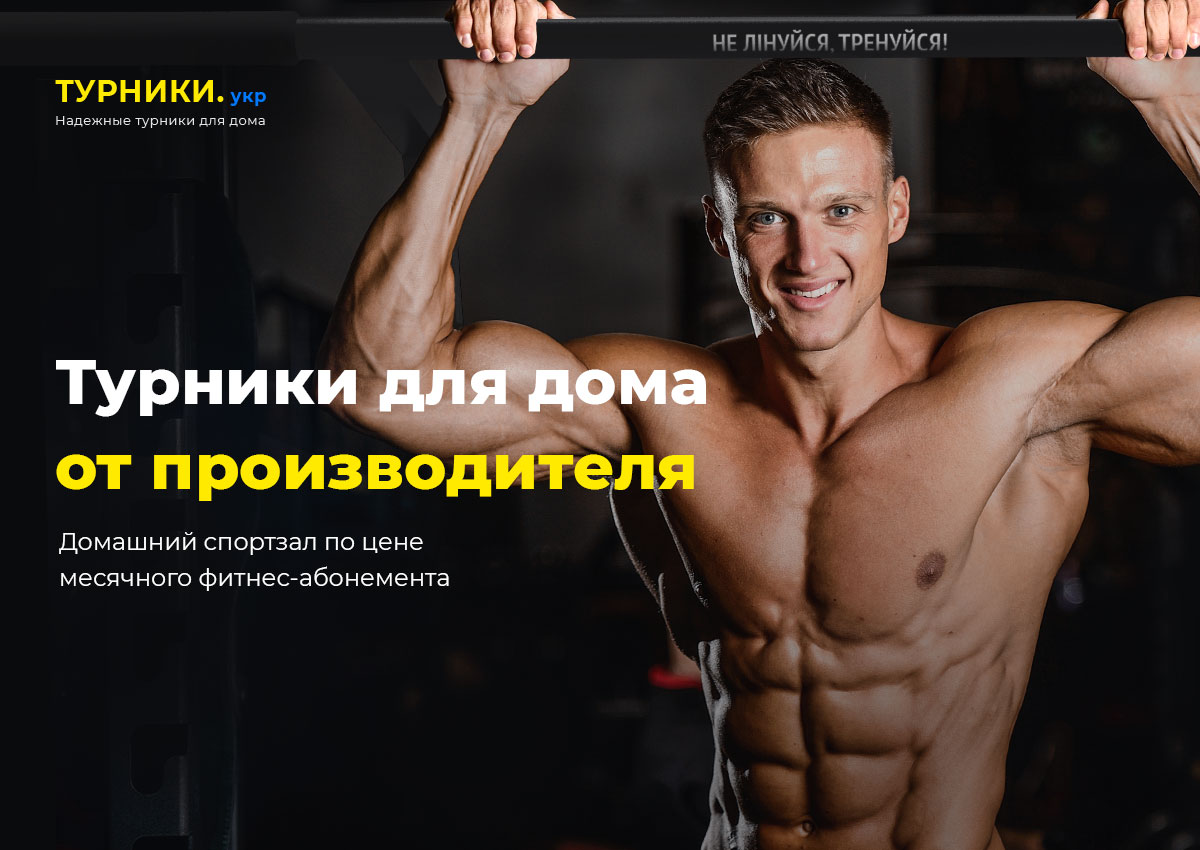 НЕ ЛІНУЙСЯ, ТРЕНУЙСЯ!
ТУРНИКИ. укр
Надежные турники для дома
Турники для дома
от производителя
Домашний спортзал по цене
месячного фитнес-абонемента